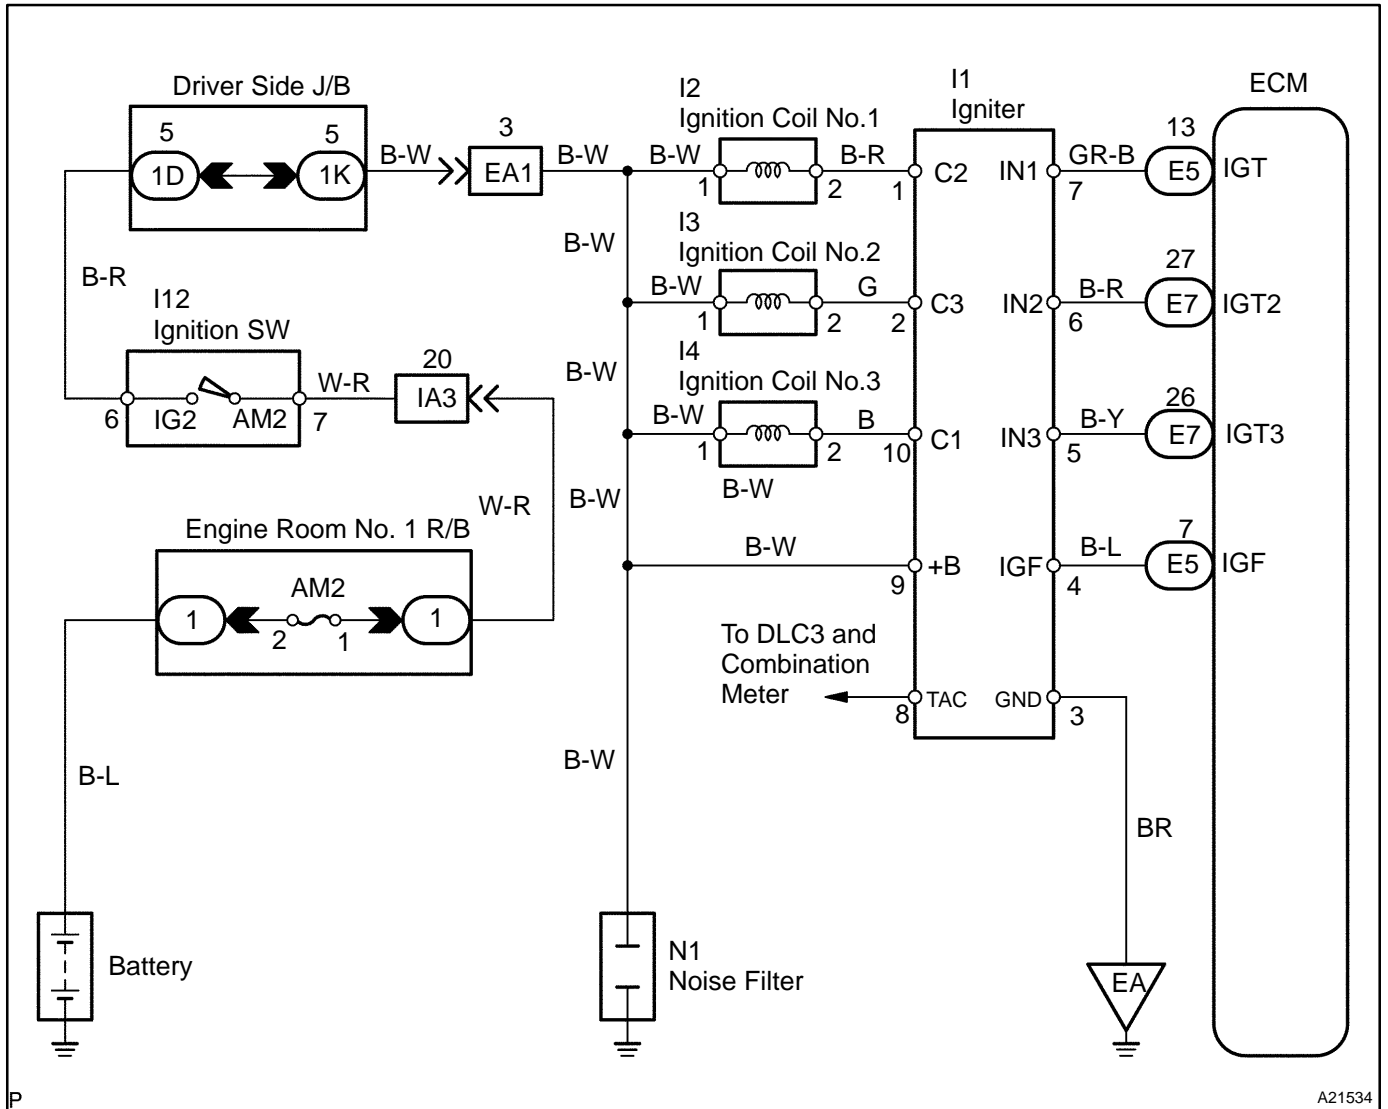 Driver Side J/B
5
5
1D
1K
B-W
3
EA1
B-W
B-R
I12
Ignition SW
6
IG2
AM2
7
W-R
20
IA3
W-R
Engine Room No. 1 R/B
1
AM2
2
1
1
B-L
Battery
B-W
B-W
B-W
B-W
I2
Ignition Coil No.1
B-W
1
2
B-R
I3
Ignition Coil No.2
B-W
1
2
G
I4
Ignition Coil No.3
B-W
1
2
B
B-W
B-W
To DLC3 and
Combination
Meter
N1
Noise Filter
I1
Igniter
1
C2
IN1
7
2
C3
IN2
6
10
C1
IN3
5
9
+B
IGF
4
8
TAC
GND
3
GR-B
13
E5
IGT
B-R
27
E7
IGT2
B-Y
26
E7
IGT3
B-L
7
E5
IGF
ECM
BR
EA
P
A21534